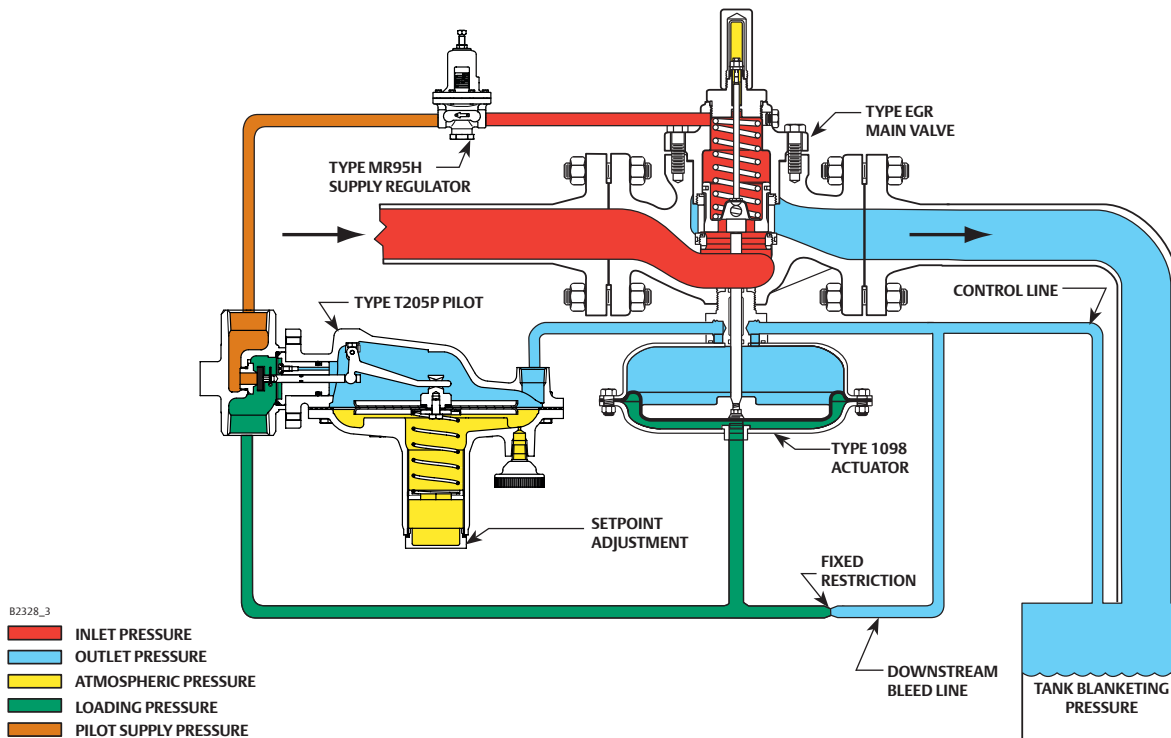 TYPE EGR
MAIN VALVE
TYPE MR95H
SUPPLY REGULATOR
TYPE T205P PILOT
CONTROL LINE
TYPE 1098
ACTUATOR
SETPOINT
ADJUSTMENT
FIXED
RESTRICTION
DOWNSTREAM
BLEED LINE
TANK BLANKETING
PRESSURE
B2328_3
INLET PRESSURE
OUTLET PRESSURE
ATMOSPHERIC PRESSURE
LOADING PRESSURE
PILOT SUPPLY PRESSURE